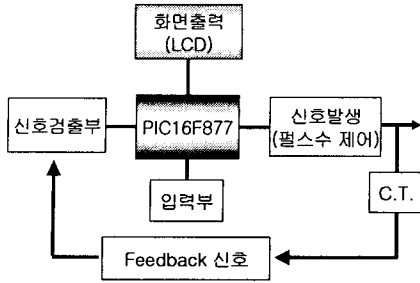 화면출력
(LCD)
신호검출부
PIC16F877
신호발생
(펄스수 제어)
입력부
C.T.
Feedback 신호